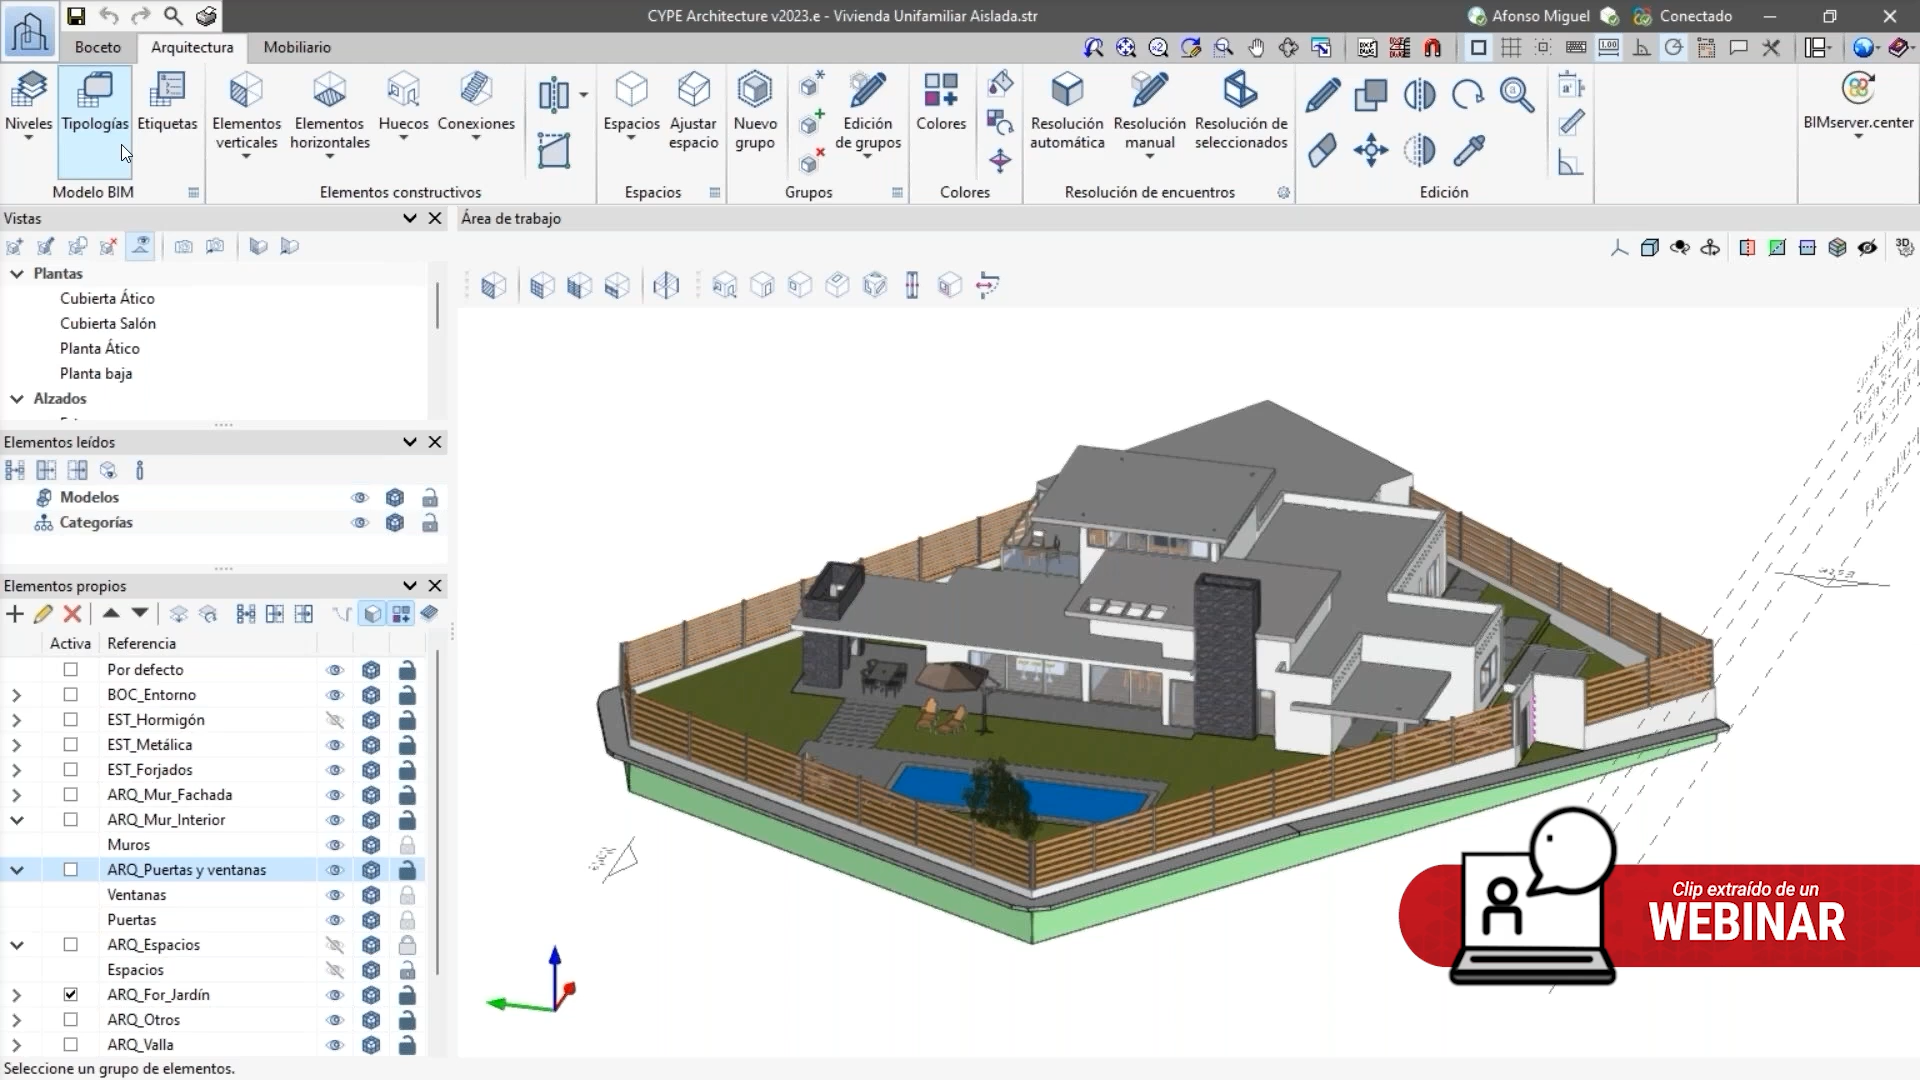 CYPE Architecture v2023.e - Vivienda Unifamiliar Aislada.str
Afonso Miguel
Conectado
Boceto
Arquitectura
Mobiliario
Niveles
Tipologías
Etiquetas
Elementos verticales
Elementos horizontales
Huecos
Conexiones
Espacios
Ajustar espacio
Nuevo grupo
Edición de grupos
Colores
Resolución automática
Resolución manual
Resolución de seleccionados
BIMserver.center
Modelo BIM
Elementos constructivos
Espacios
Grupos
Colores
Resolución de encuentros
Edición
Vistas
Área de trabajo
Plantas
Cubierta Ático
Cubierta Salón
Planta Ático
Planta baja
Alzados
Elementos leídos
Modelos
Categorías
Elementos propios
Activa
Referencia
Por defecto
BOC_Entorno
EST_Hormigón
EST_Metálica
EST_Forjados
ARQ_Mur_Fachada
ARQ_Mur_Interior
Muros
ARQ_Puertas y ventanas
Ventanas
Puertas
ARQ_Espacios
Espacios
ARQ_For_Jardín
ARQ_Otros
ARQ_Valla
Seleccione un grupo de elementos.
Clip extraído de un
WEBINAR